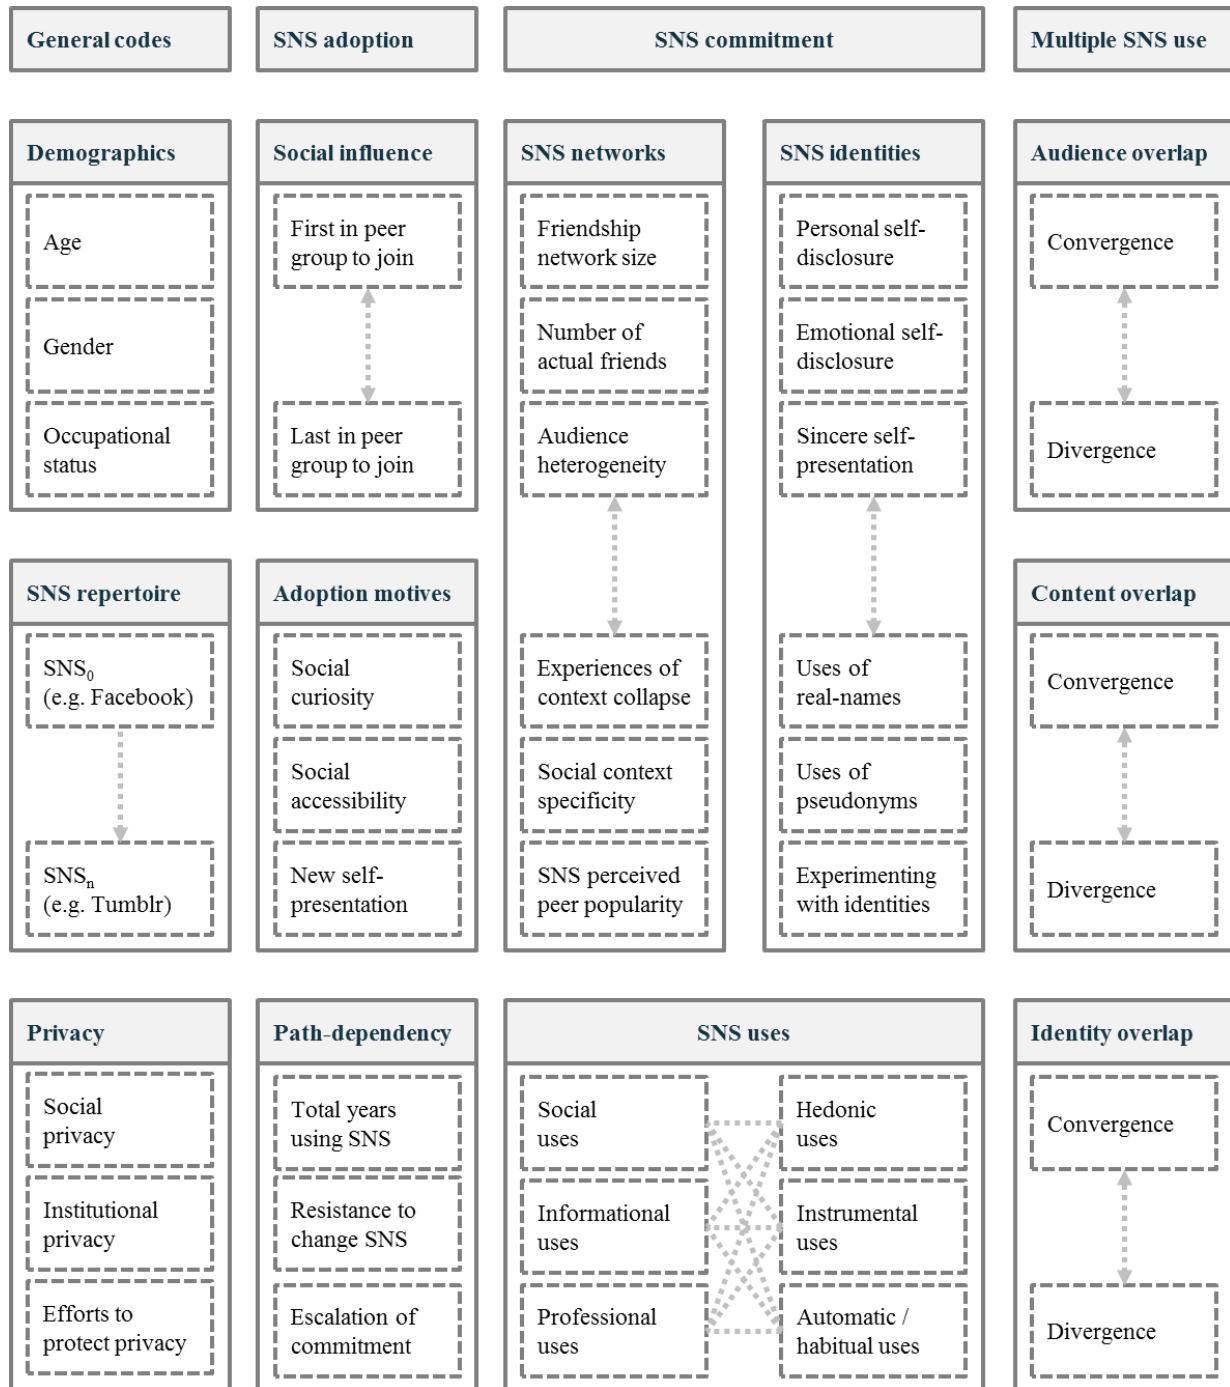 General codes
SNS adoption
SNS commitment
Multiple SNS use
Demographics
Age
Gender
Occupational
status
Social influence
First in peer
group to join
Last in peer
group to join
SNS networks
Friendship
network size
Number of
actual friends
Audience
heterogeneity
Experiences of
context collapse
Social context
specificity
SNS perceived
peer popularity
SNS identities
Personal self-
disclosure
Emotional self-
disclosure
Sincere self-
presentation
Uses of
real-names
Uses of
pseudonyms
Experimenting
with identities
Audience overlap
Convergence
Divergence
SNS repertoire
SNS₀
(e.g. Facebook)
SNSₙ
(e.g. Tumblr)
Adoption motives
Social
curiosity
Social
accessibility
New self-
presentation
Content overlap
Convergence
Divergence
Privacy
Social
privacy
Institutional
privacy
Efforts to
protect privacy
Path-dependency
Total years
using SNS
Resistance to
change SNS
Escalation of
commitment
SNS uses
Social
uses
Informational
uses
Professional
uses
Hedonic
uses
Instrumental
uses
Automatic /
habitual uses
Identity overlap
Convergence
Divergence